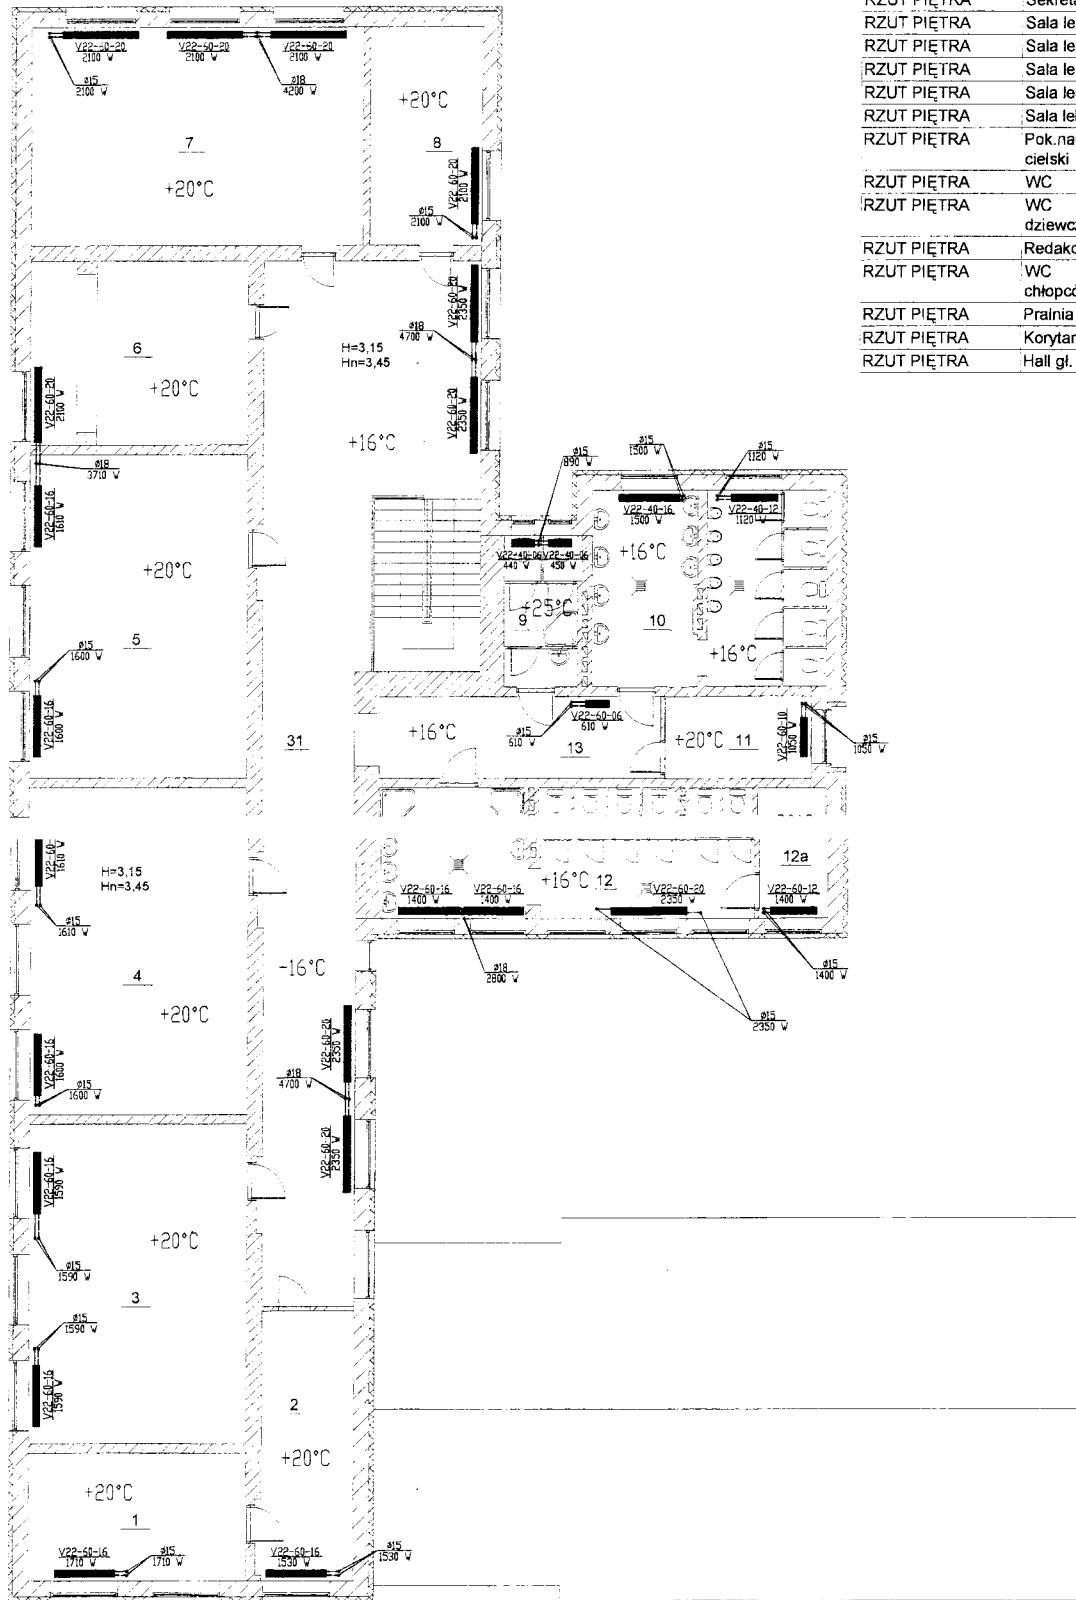 RZUT PIĘTRA
RZUT PIĘTRA Sala le
RZUT PIĘTRA Sala le
RZUT PIĘTRA Sala le
RZUT PIĘTRA Sala le
RZUT PIĘTRA Sala le
RZUT PIĘTRA Pok.na
cielski
RZUT PIĘTRA WC
RZUT PIĘTRA WC
dziewcz
RZUT PIĘTRA Redakc
RZUT PIĘTRA WC
chłopcó
RZUT PIĘTRA Pralnia
RZUT PIĘTRA Korytar
RZUT PIĘTRA Hall gł.
V22-60-20
2100 W
V22-60-20
2100 W
V22-60-20
2100 W
ø15
2100 W
ø18
4200 W
7
+20°C
+20°C
8
V22-60-20
2100 W
ø15
2100 W
V22-60-20
2350 W
ø18
4700 W
V22-60-20
2350 W
H=3,15
Hn=3,45
+16°C
6
+20°C
V22-60-20
2100 W
ø18
3710 W
V22-60-16
1610 W
+20°C
5
ø15
1600 W
V22-60-16
1600
31
ø15
890 W
V22-40-06
440 W
V22-40-06
450 W
+25°C
9
ø15
1500 W
V22-40-16
1500 W
ø15
1120 W
V22-40-12
1120 W
+16°C
10
+16°C
+16°C
V22-60-06
610 W
ø15
610 W
13
+20°C
11
V22-60-10
1050 W
ø15
1050 W
V22-60
1610
H=3,15
Hn=3,45
ø15
1610 W
4
+20°C
V22-60-16
1600 W
ø15
1600 W
-16°C
V22-60-16
1400 W
V22-60-16
1400 W
ø18
2800 W
+16°C
12
V22-60-20
2350 W
ø15
2350 W
12a
V22-60-12
1400 W
ø15
1400 W
V22-60-20
2350 W
ø18
4700 W
V22-60-20
2350 W
V22-60-16
1590 W
ø15
1590 W
+20°C
3
ø15
1590 W
V22-60-16
1590 W
2
+20°C
+20°C
1
V22-60-16
1710 W
ø15
1710 W
V22-60-16
1530 W
ø15
1530 W